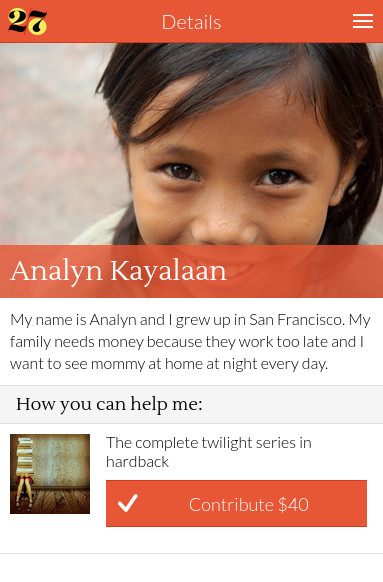 27
Details
Analyn Kayalaan
My name is Analyn and I grew up in San Francisco. My
family needs money because they work too late and I
want to see mommy at home at night every day.
How you can help me:
The complete twilight series in
hardback
Contribute $40